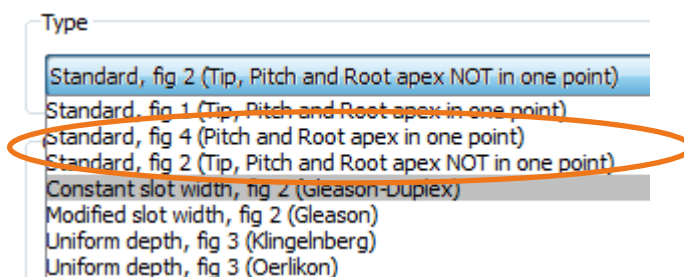 Type
Standard, fig 2 (Tip, Pitch and Root apex NOT in one point)
Standard, fig 1 (Tip, Pitch and Root apex in one point)
Standard, fig 4 (Pitch and Root apex in one point)
Standard, fig 2 (Tip, Pitch and Root apex NOT in one point)
Constant slot width, fig 2 (Gleason-Duplex)
Modified slot width, fig 2 (Gleason)
Uniform depth, fig 3 (Klingelnberg)
Uniform depth, fig 3 (Oerlikon)